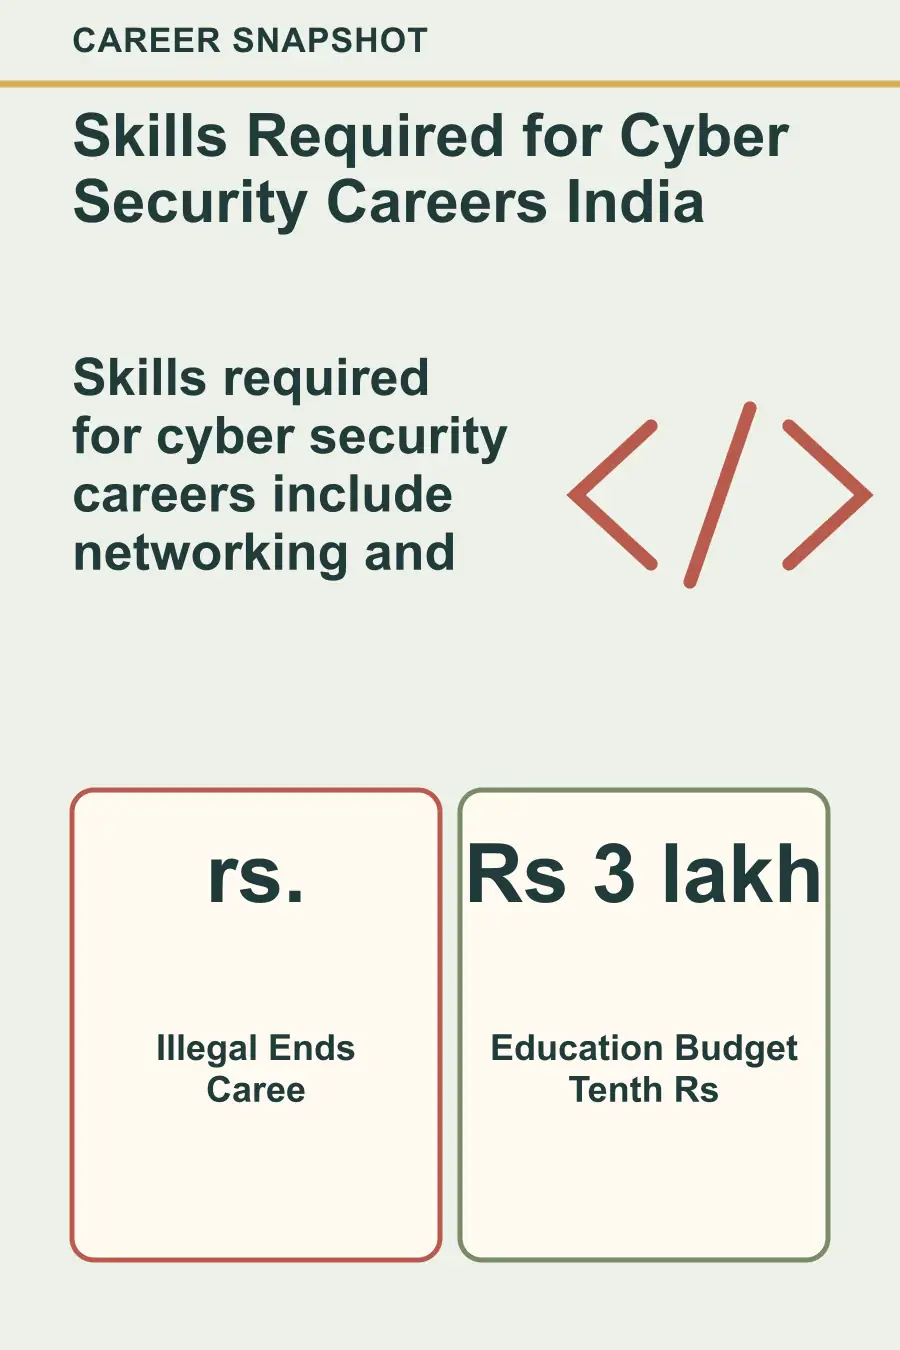 CAREER SNAPSHOT
Skills Required for Cyber
Security Careers India
Skills required
for cyber security
careers include
networking and
rs.
Illegal Ends
Caree
Rs 3 lakh
Education Budget
Tenth Rs